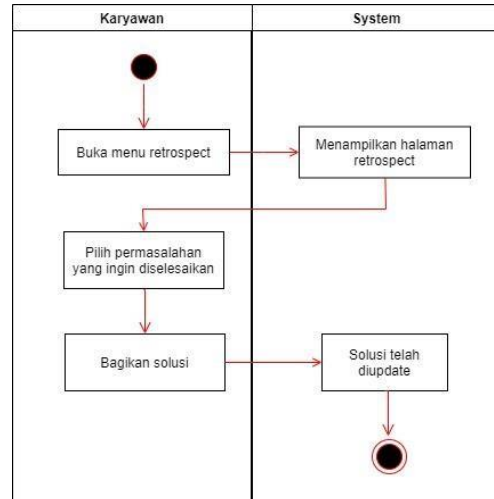 Karyawan
System
Buka menu retrospect
Menampilkan halaman
retrospect
Pilih permasalahan
yang ingin diselesaikan
Bagikan solusi
Solusi telah
diupdate